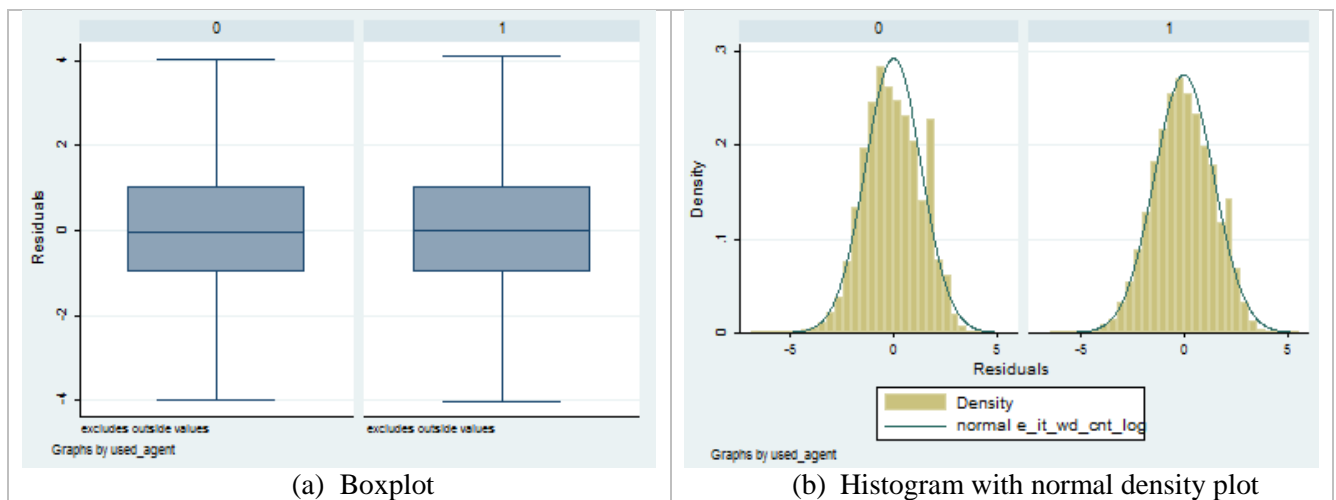 0
1
4
2
0
-2
-4
Residuals
excludes outside values
excludes outside values
Graphs by used_agent
(a) Boxplot
0
1
.3
.2
.1
0
Density
-5
0
5
-5
0
5
Residuals
Density
normal e_it_wd_cnt_log
Graphs by used_agent
(b) Histogram with normal density plot